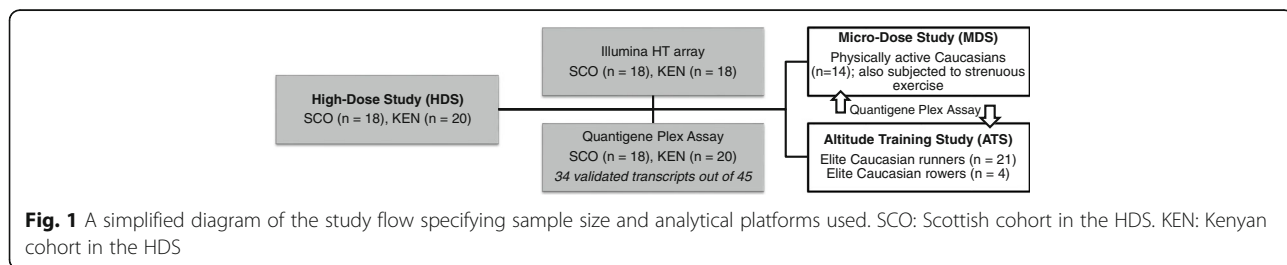 High-Dose Study (HDS)
SCO (n = 18), KEN (n = 20)
Illumina HT array
SCO (n = 18), KEN (n = 18)
Quantigene Plex Assay
SCO (n = 18), KEN (n = 20)
34 validated transcripts out of 45
Micro-Dose Study (MDS)
Physically active Caucasians
(n=14); also subjected to strenuous
exercise
Quantigene Plex Assay
Altitude Training Study (ATS)
Elite Caucasian runners (n = 21)
Elite Caucasian rowers (n = 4)
Fig. 1 A simplified diagram of the study flow specifying sample size and analytical platforms used. SCO: Scottish cohort in the HDS. KEN: Kenyan
cohort in the HDS